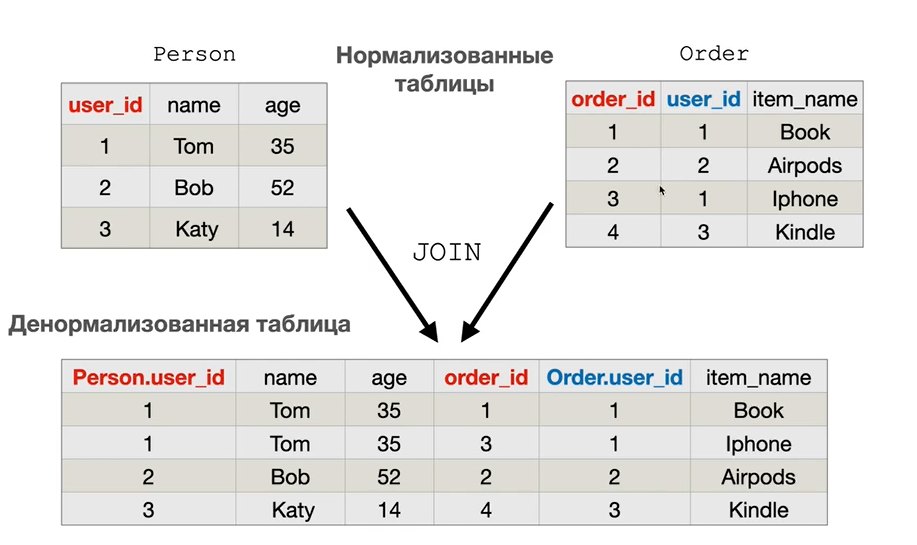 Person
Нормализованные
таблицы
Order
user_id name age
1 Tom 35
2 Bob 52
3 Katy 14
order_id user_id item_name
1 1 Book
2 2 Airpods
3 1 Iphone
4 3 Kindle
JOIN
Денормализованная таблица
Person.user_id name age order_id Order.user_id item_name
1 Tom 35 1 1 Book
1 Tom 35 3 1 Iphone
2 Bob 52 2 2 Airpods
3 Katy 14 4 3 Kindle